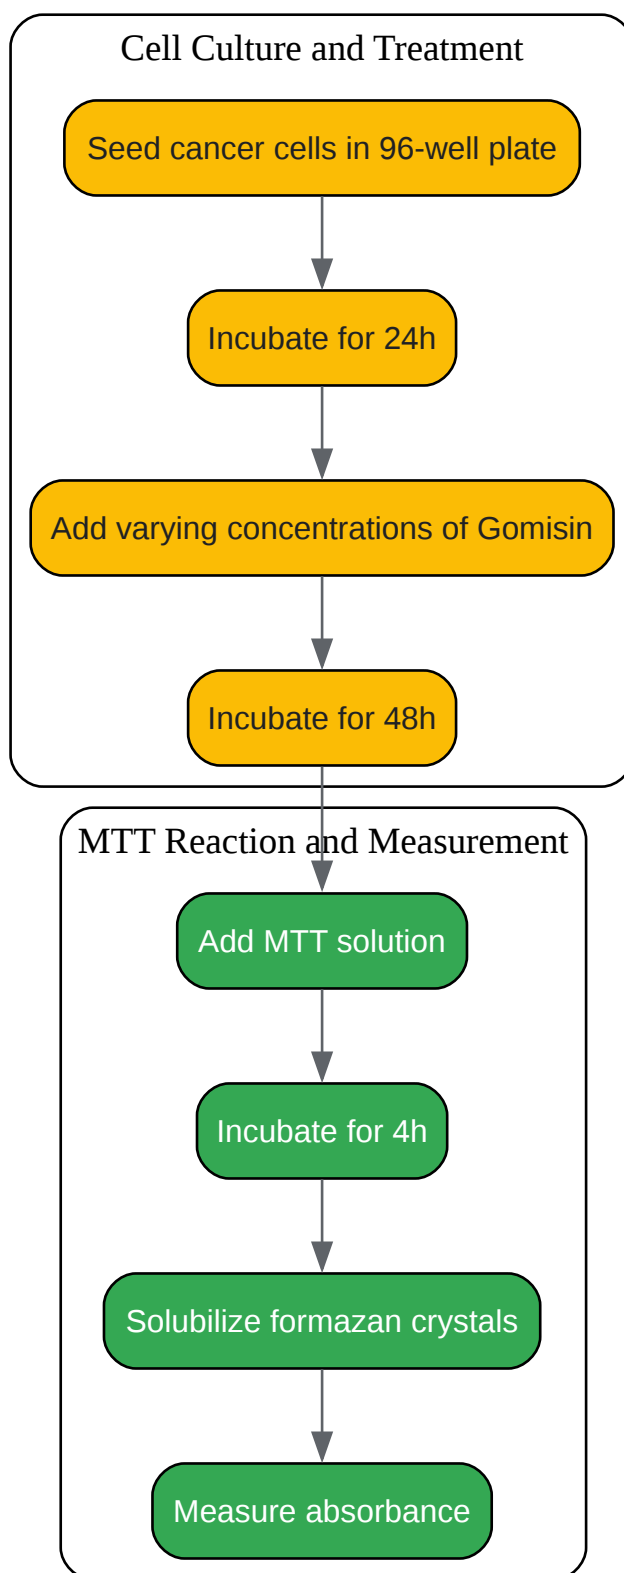 Cell Culture and Treatment
Seed cancer cells in 96-well plate
Incubate for 24h
Add varying concentrations of Gomisin
Incubate for 48h
MTT Reaction and Measurement
Add MTT solution
Incubate for 4h
Solubilize formazan crystals
Measure absorbance